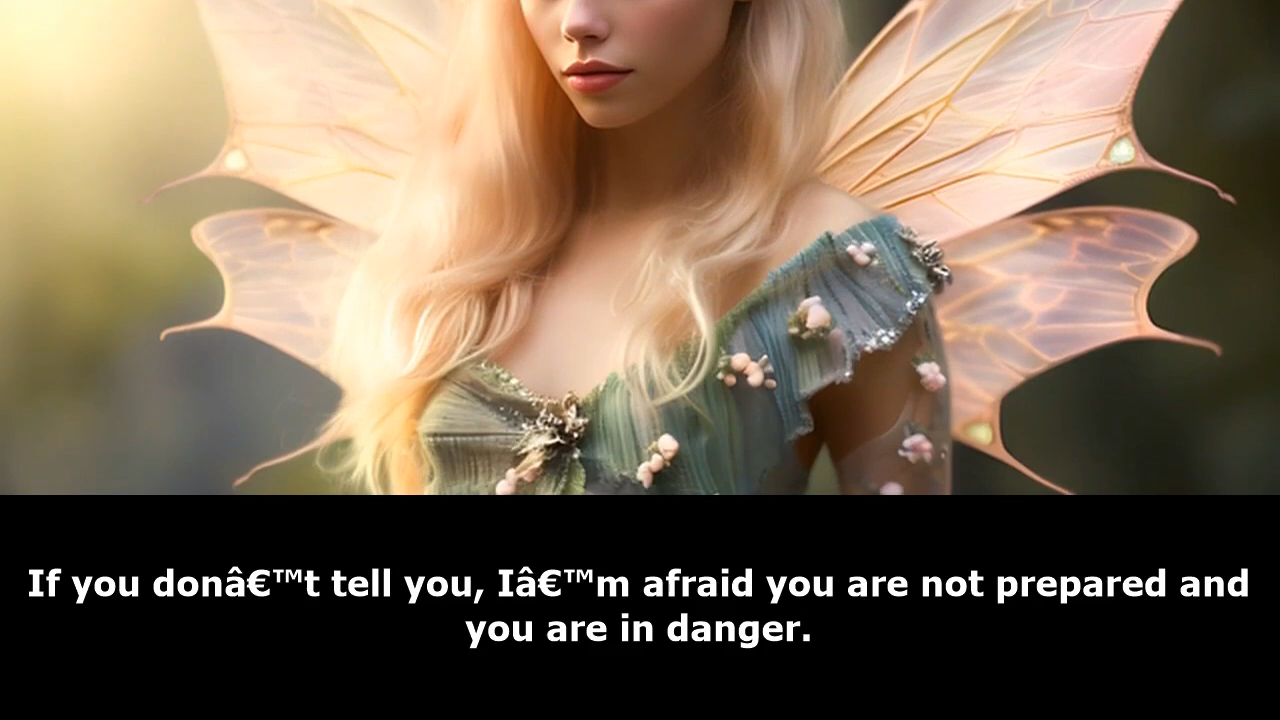 If you donâ€™t tell you, Iâ€™m afraid you are not prepared and
you are in danger.